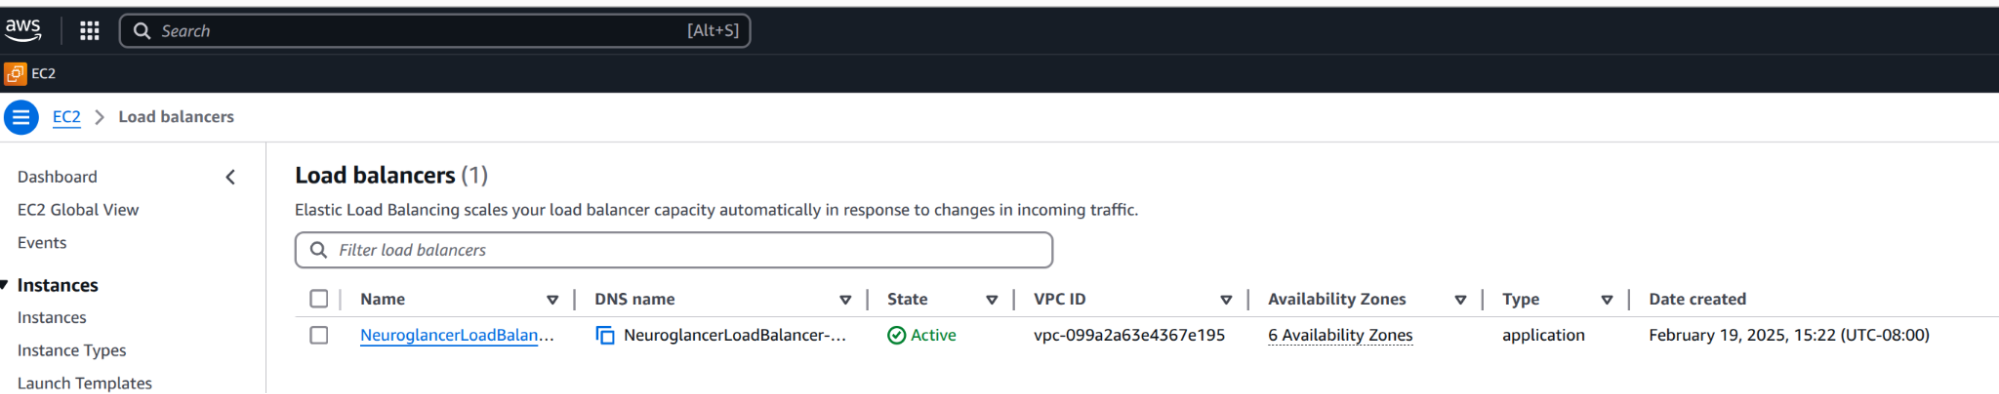 aws
Search [Alt+S]
EC2
EC2 > Load balancers
Dashboard
EC2 Global View
Events
Instances
Instances
Instance Types
Launch Templates
Load balancers (1)
Elastic Load Balancing scales your load balancer capacity automatically in response to changes in incoming traffic.
Filter load balancers
Name DNS name State VPC ID Availability Zones Type Date created
NeuroglancerLoadBalan... NeuroglancerLoadBalancer-... Active vpc-099a2a63e4367e195 6 Availability Zones application February 19, 2025, 15:22 (UTC-08:00)